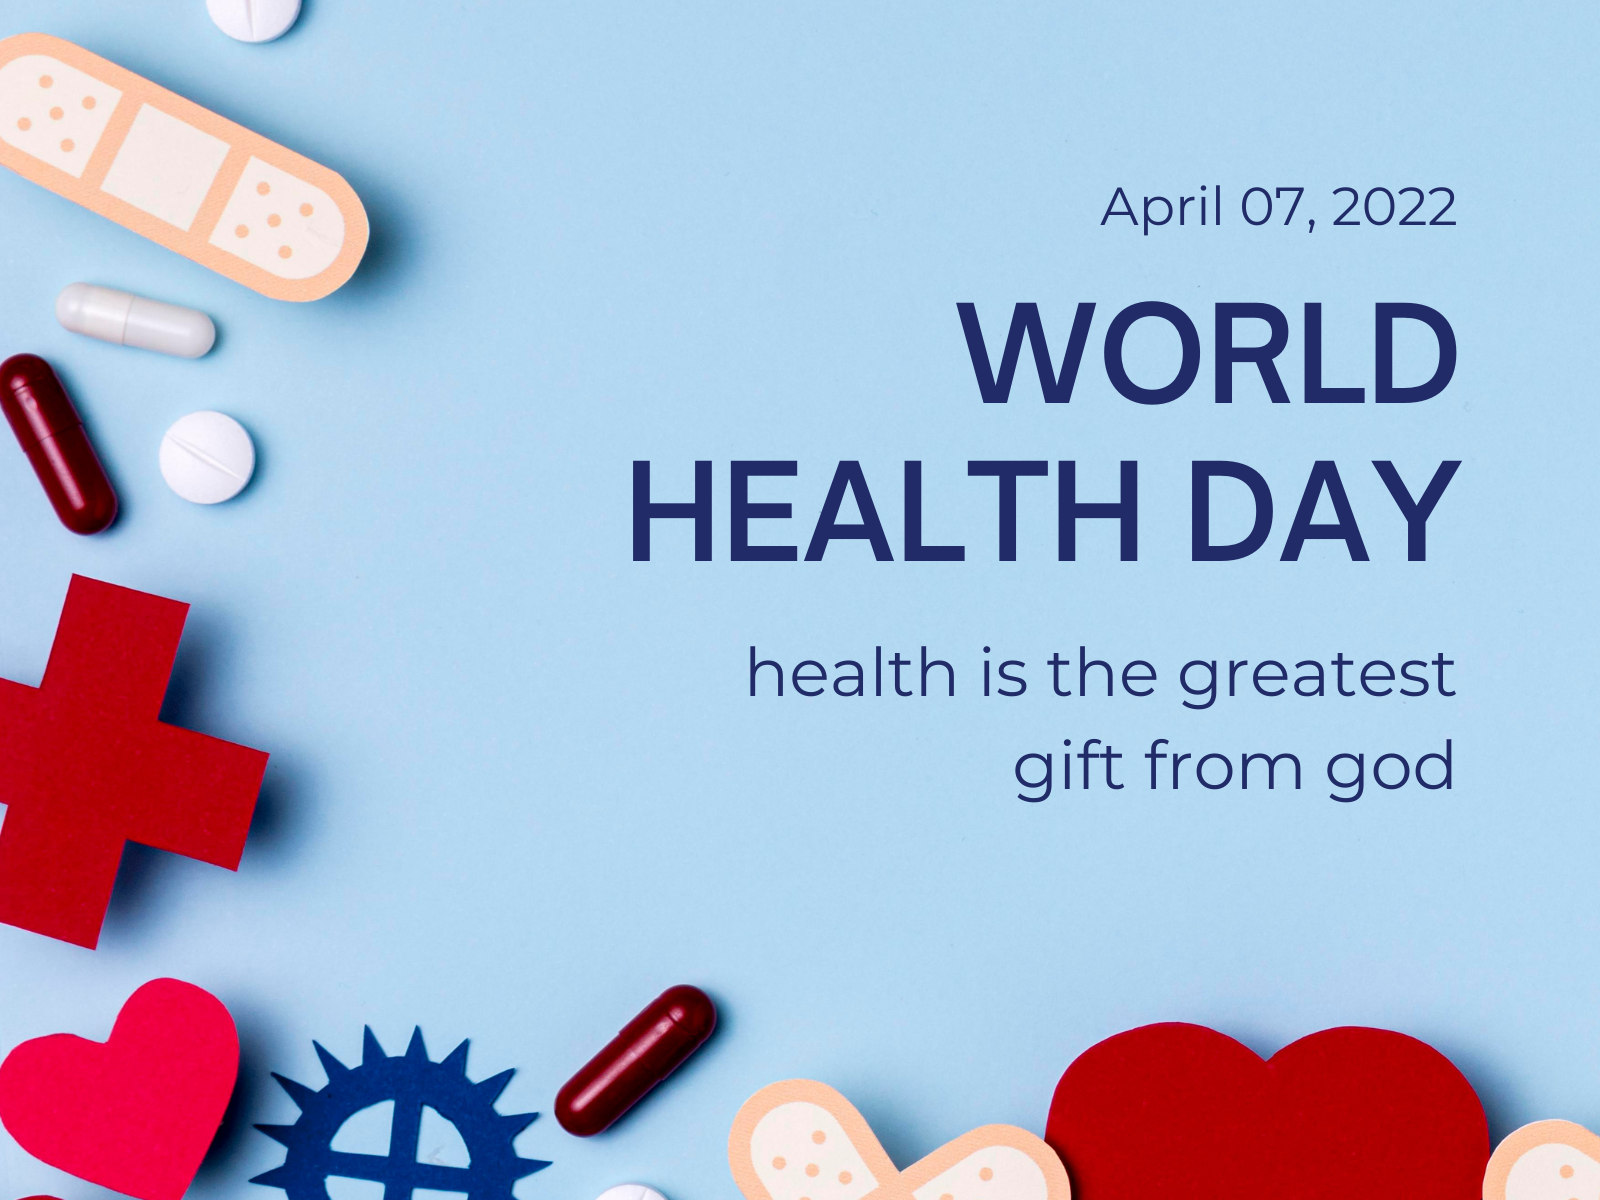 April 07, 2022
WORLD
HEALTH DAY
health is the greatest
gift from god